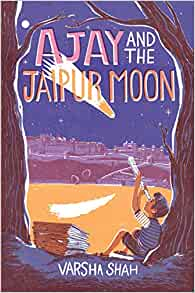 AJAY AND
THE
JAIPUR MOON
VARSHA SHAH